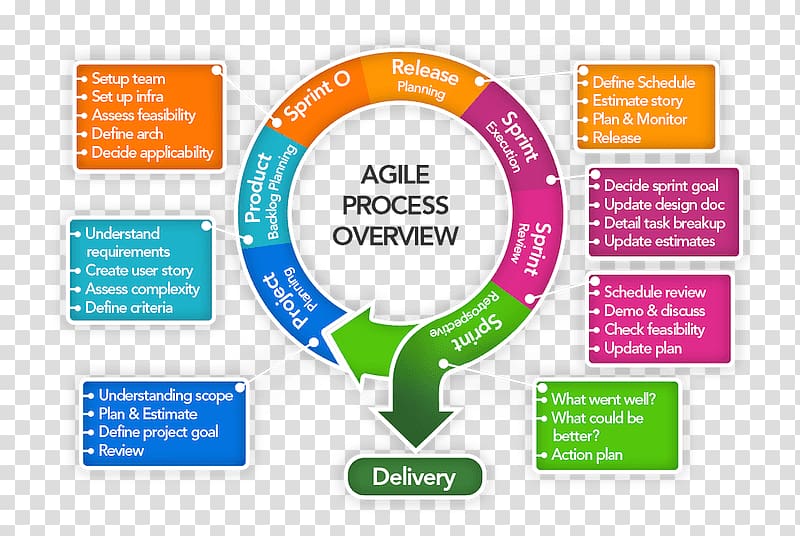 AGILE
PROCESS
OVERVIEW
Project
Planning
Understanding scope
Plan & Estimate
Define project goal
Review
Product
Backlog Planning
Understand
requirements
Create user story
Assess complexity
Define criteria
Sprint O
Setup team
Set up infra
Assess feasibility
Define arch
Decide applicability
Release
Planning
Define Schedule
Estimate story
Plan & Monitor
Release
Sprint
Execution
Decide sprint goal
Update design doc
Detail task breakup
Update estimates
Sprint
Review
Schedule review
Demo & discuss
Check feasibility
Update plan
Sprint
Retrospective
What went well?
What could be
better?
Action plan
Delivery